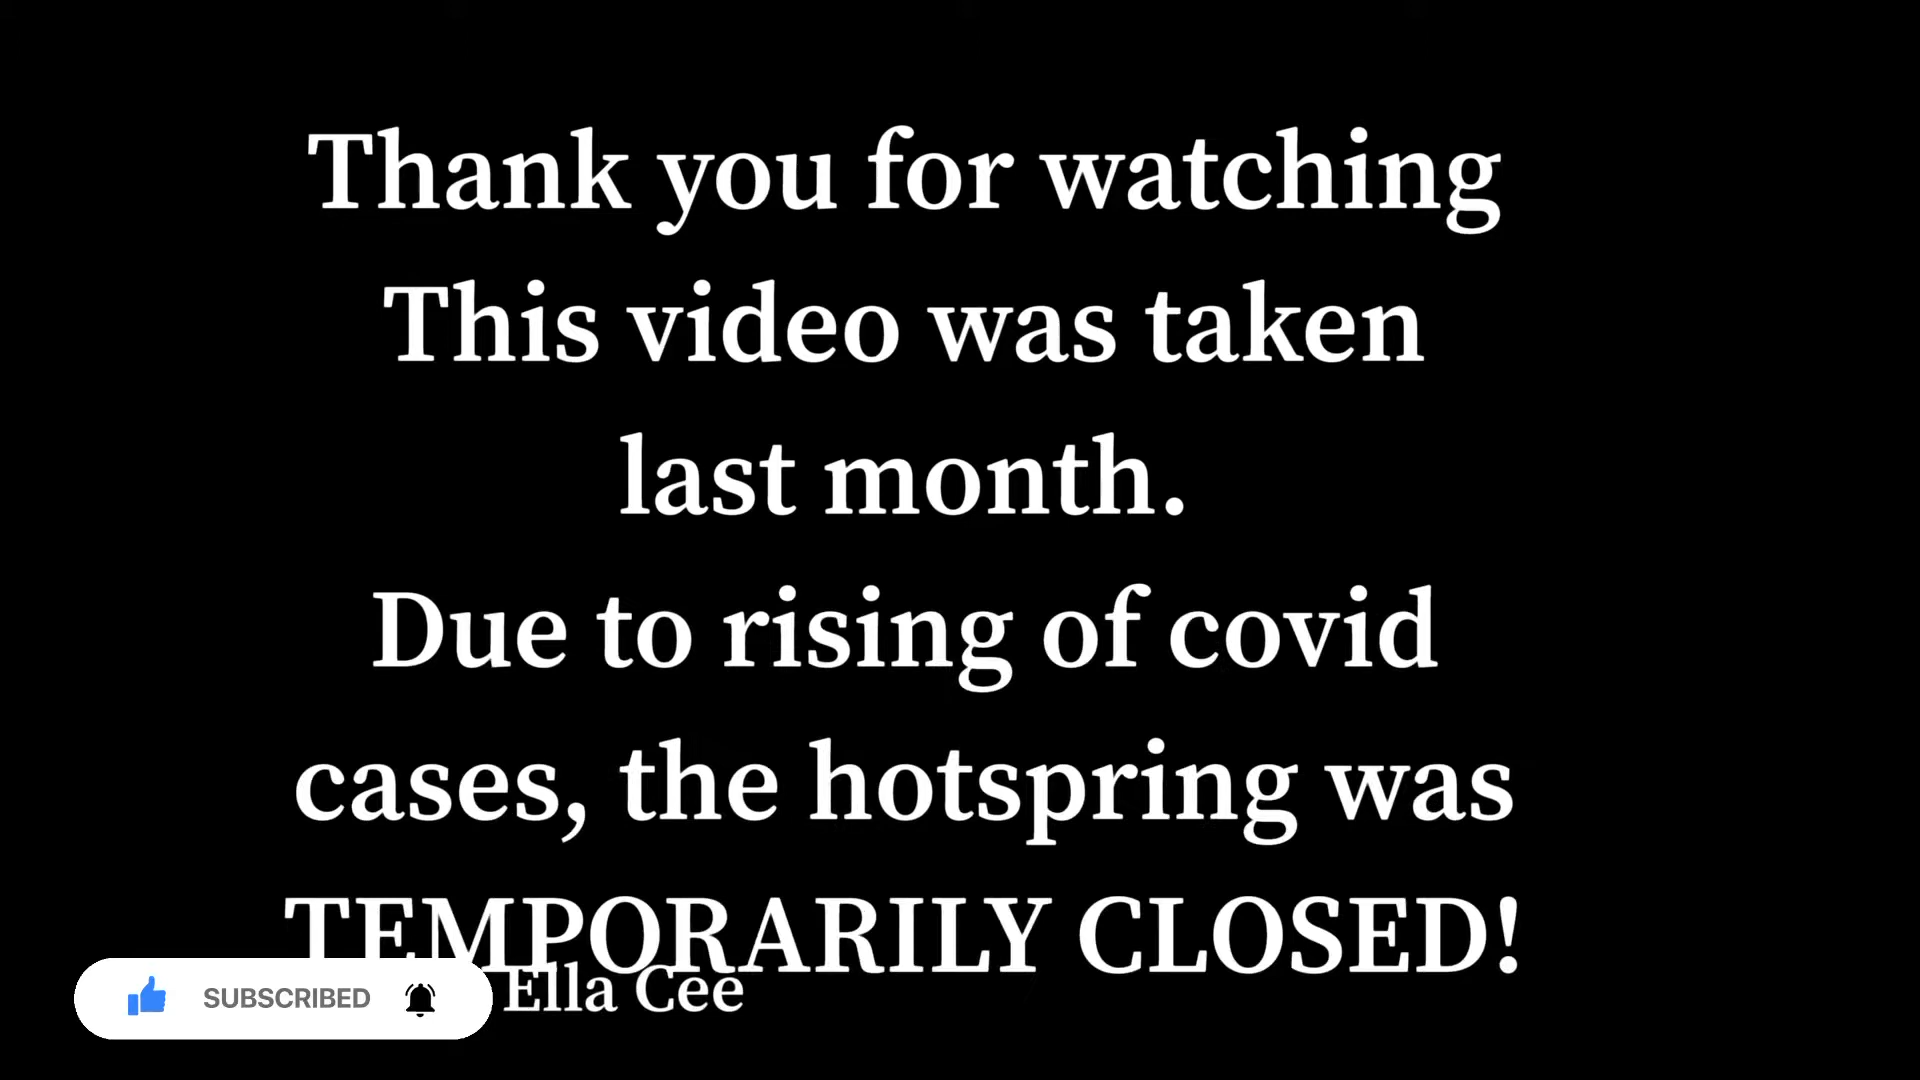 Thank you for watching
This video was taken
last month.
Due to rising of covid
cases, the hotspring was
TEMPORARILY CLOSED!
Ella Cee
SUBSCRIBED